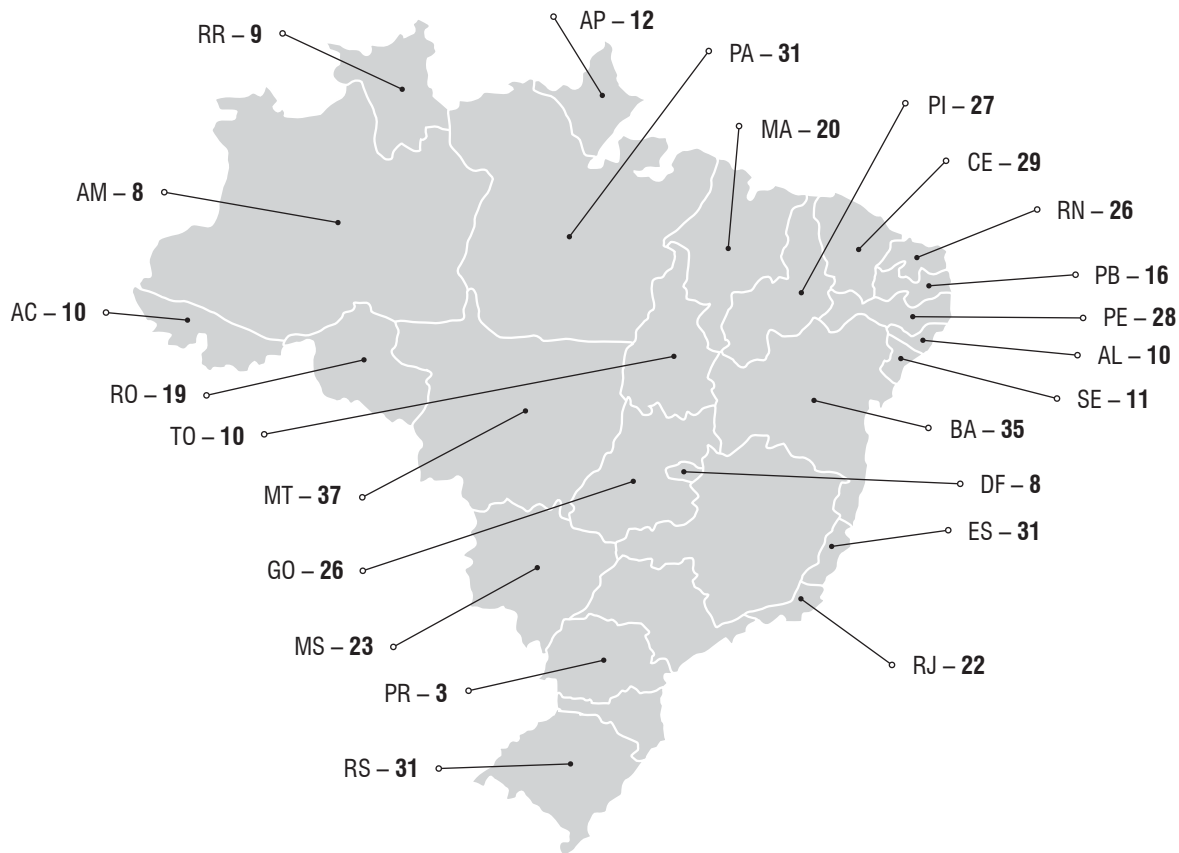 AP – 12
RR – 9
PA – 31
PI – 27
MA – 20
CE – 29
AM – 8
RN – 26
PB – 16
AC – 10
PE – 28
AL – 10
RO – 19
SE – 11
TO – 10
BA – 35
DF – 8
MT – 37
ES – 31
GO – 26
MS – 23
RJ – 22
PR – 3
RS – 31